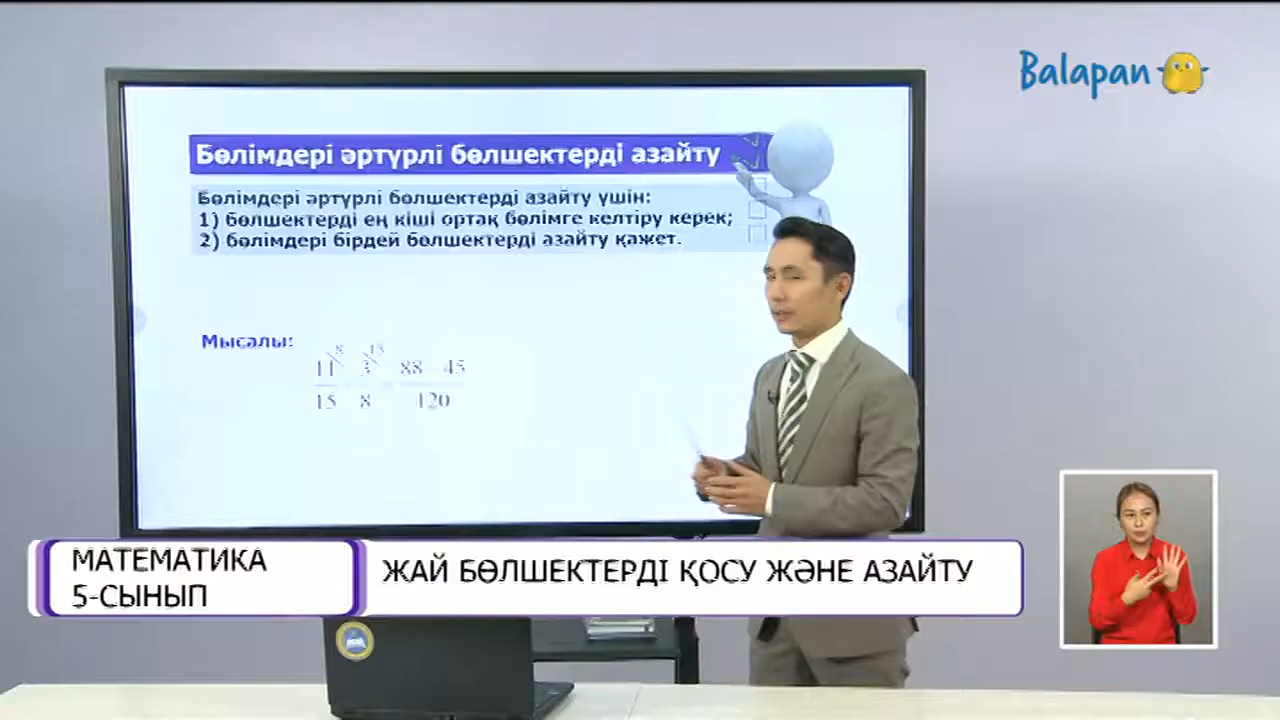 Balapan
Бөлімдері әртүрлі бөлшектерді азайту
Бөлімдері әртүрлі бөлшектерді азайту үшін:
1) бөлшектерді ең кіші ортақ бөлімге келтіру керек;
2) бөлімдері бірдей бөлшектерді азайту қажет.
Мысалы:
8 15
11 3 88 45
15 8 120
МАТЕМАТИКА
5-СЫНЫП
ЖАЙ БӨЛШЕКТЕРДІ ҚОСУ ЖӘНЕ АЗАЙТУ